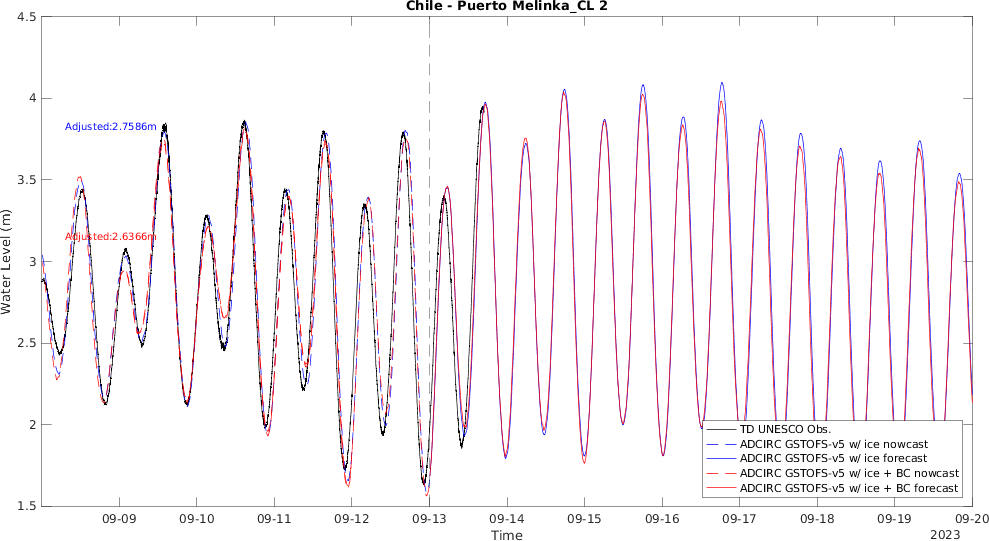 Chile - Puerto Melinka_CL 2
Water Level (m)
4.5
4
3.5
3
2.5
2
1.5
Adjusted:2.7586m
Adjusted:2.6366m
TD UNESCO Obs.
ADCIRC GSTOFS-v5 w/ ice nowcast
ADCIRC GSTOFS-v5 w/ ice forecast
ADCIRC GSTOFS-v5 w/ ice + BC nowcast
ADCIRC GSTOFS-v5 w/ ice + BC forecast
09-09 09-10 09-11 09-12 09-13 09-14 09-15 09-16 09-17 09-18 09-19 09-20
Time
2023